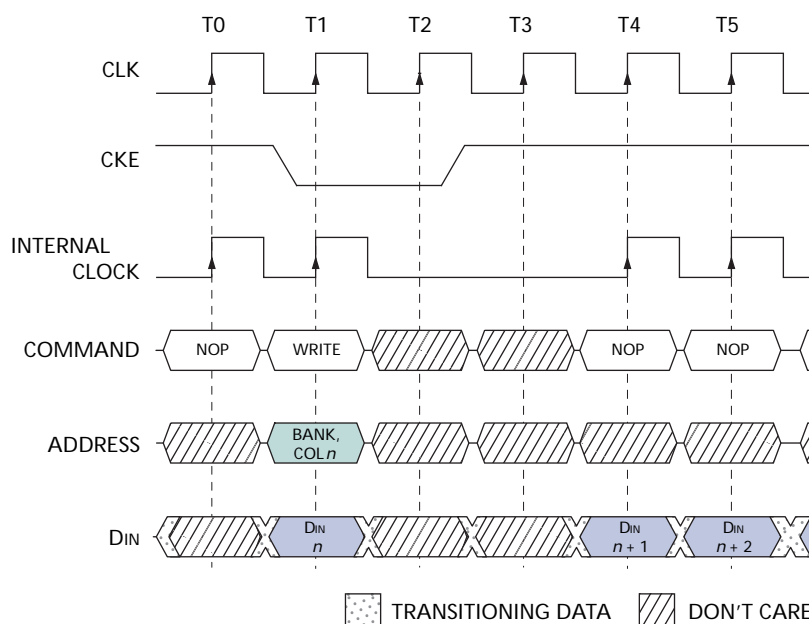 T0 T1 T2 T3 T4 T5
CLK
CKE
INTERNAL
CLOCK
COMMAND NOP WRITE NOP NOP
ADDRESS BANK,
COL n
DIN DIN DIN DIN
n n + 1 n + 2
TRANSITIONING DATA DON'T CARE